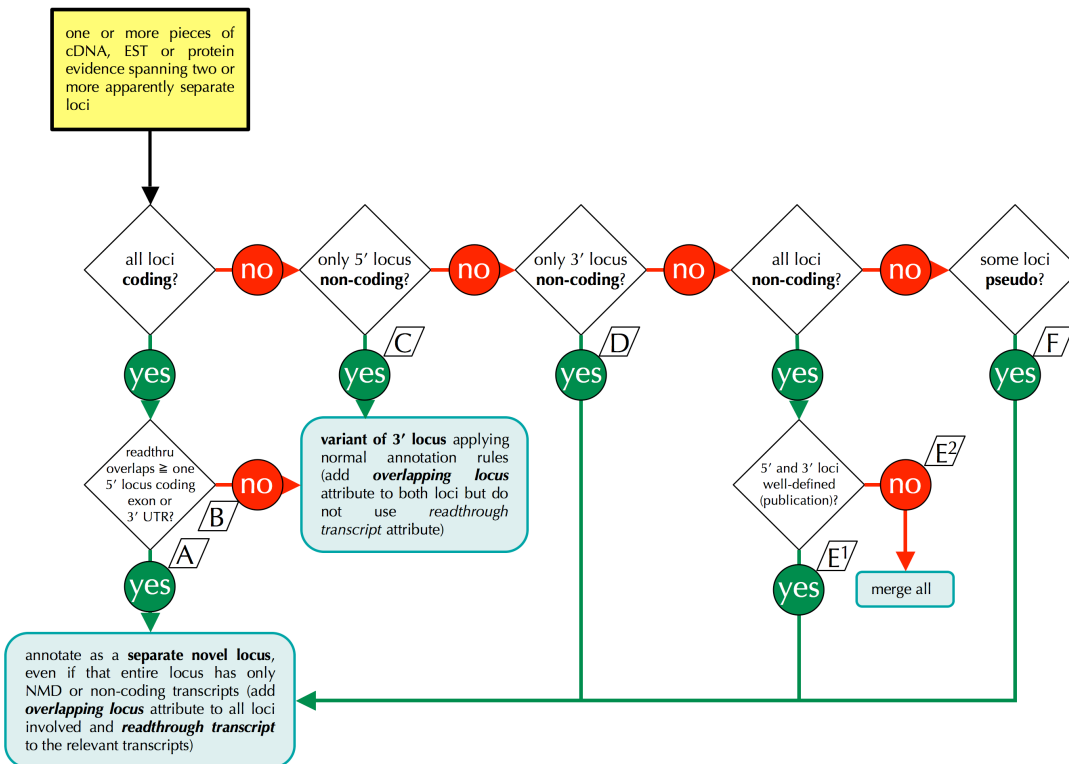 one or more pieces of
cDNA, EST or protein
evidence spanning two or
more apparently separate
loci
all loci
coding?
no
only 5′ locus
non-coding?
no
only 3′ locus
non-coding?
no
all loci
non-coding?
no
some loci
pseudo?
yes
C
yes
D
yes
yes
F
yes
readthru
overlaps ≧ one
5′ locus coding
exon or
3′ UTR?
B
no
variant of 3′ locus applying
normal annotation rules
(add overlapping locus
attribute to both loci but do
not use readthrough
transcript attribute)
5′ and 3′ loci
well-defined
(publication)?
E2
no
merge all
A
yes
E1
yes
annotate as a separate novel locus,
even if that entire locus has only
NMD or non-coding transcripts (add
overlapping locus attribute to all loci
involved and readthrough transcript
to the relevant transcripts)